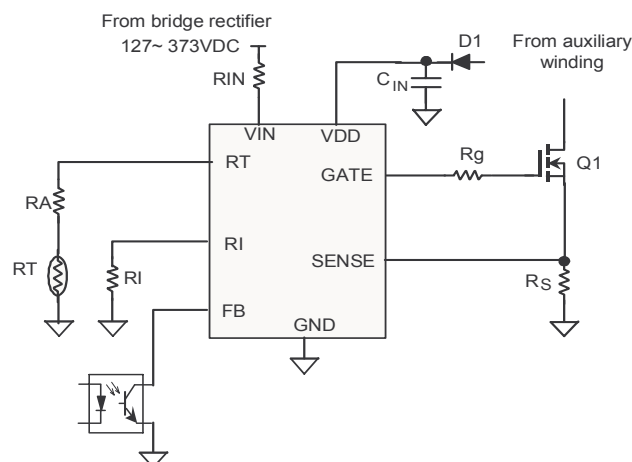 From bridge rectifier
127~ 373VDC
RIN
D1
From auxiliary
winding
C IN
VIN
VDD
RT
GATE
Rg
Q1
RA
RI
SENSE
RT
RI
FB
RS
GND